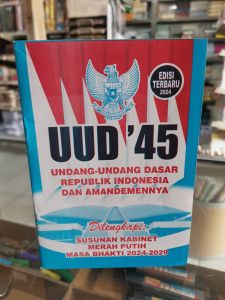 EDISI
TERBARU
2024
UUD '45
UNDANG-UNDANG DASAR
REPUBLIK INDONESIA
DAN AMANDEMENNYA
Dilengkapi:
SUSUNAN KABINET
MERAH PUTIH
MASA BHAKTI 2024-2029